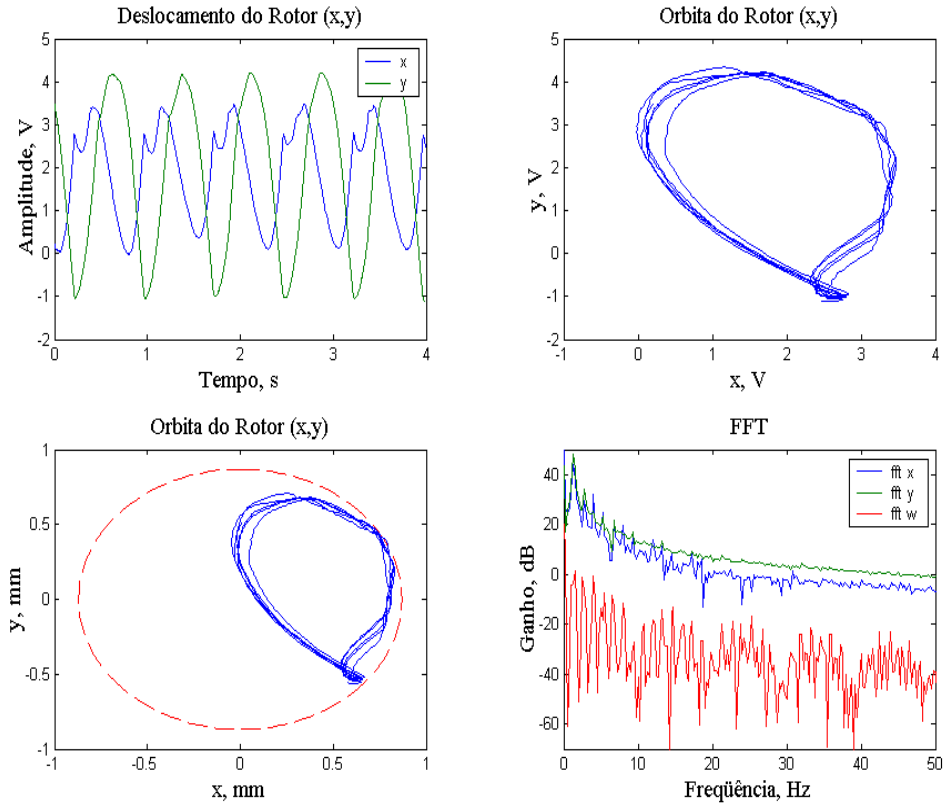 Deslocamento do Rotor (x,y)
5
4
3
2
1
0
-1
-2
Amplitude, V
x
y
0
1
2
3
4
Tempo, s
Orbita do Rotor (x,y)
5
4
3
2
1
0
-1
-2
y, V
-1
0
1
2
3
4
x, V
Orbita do Rotor (x,y)
1
0.5
0
-0.5
-1
y, mm
-1
-0.5
0
0.5
1
x, mm
FFT
40
20
0
-20
-40
-60
Ganho, dB
fft x
fft y
fft w
0
10
20
30
40
50
Freqüência, Hz